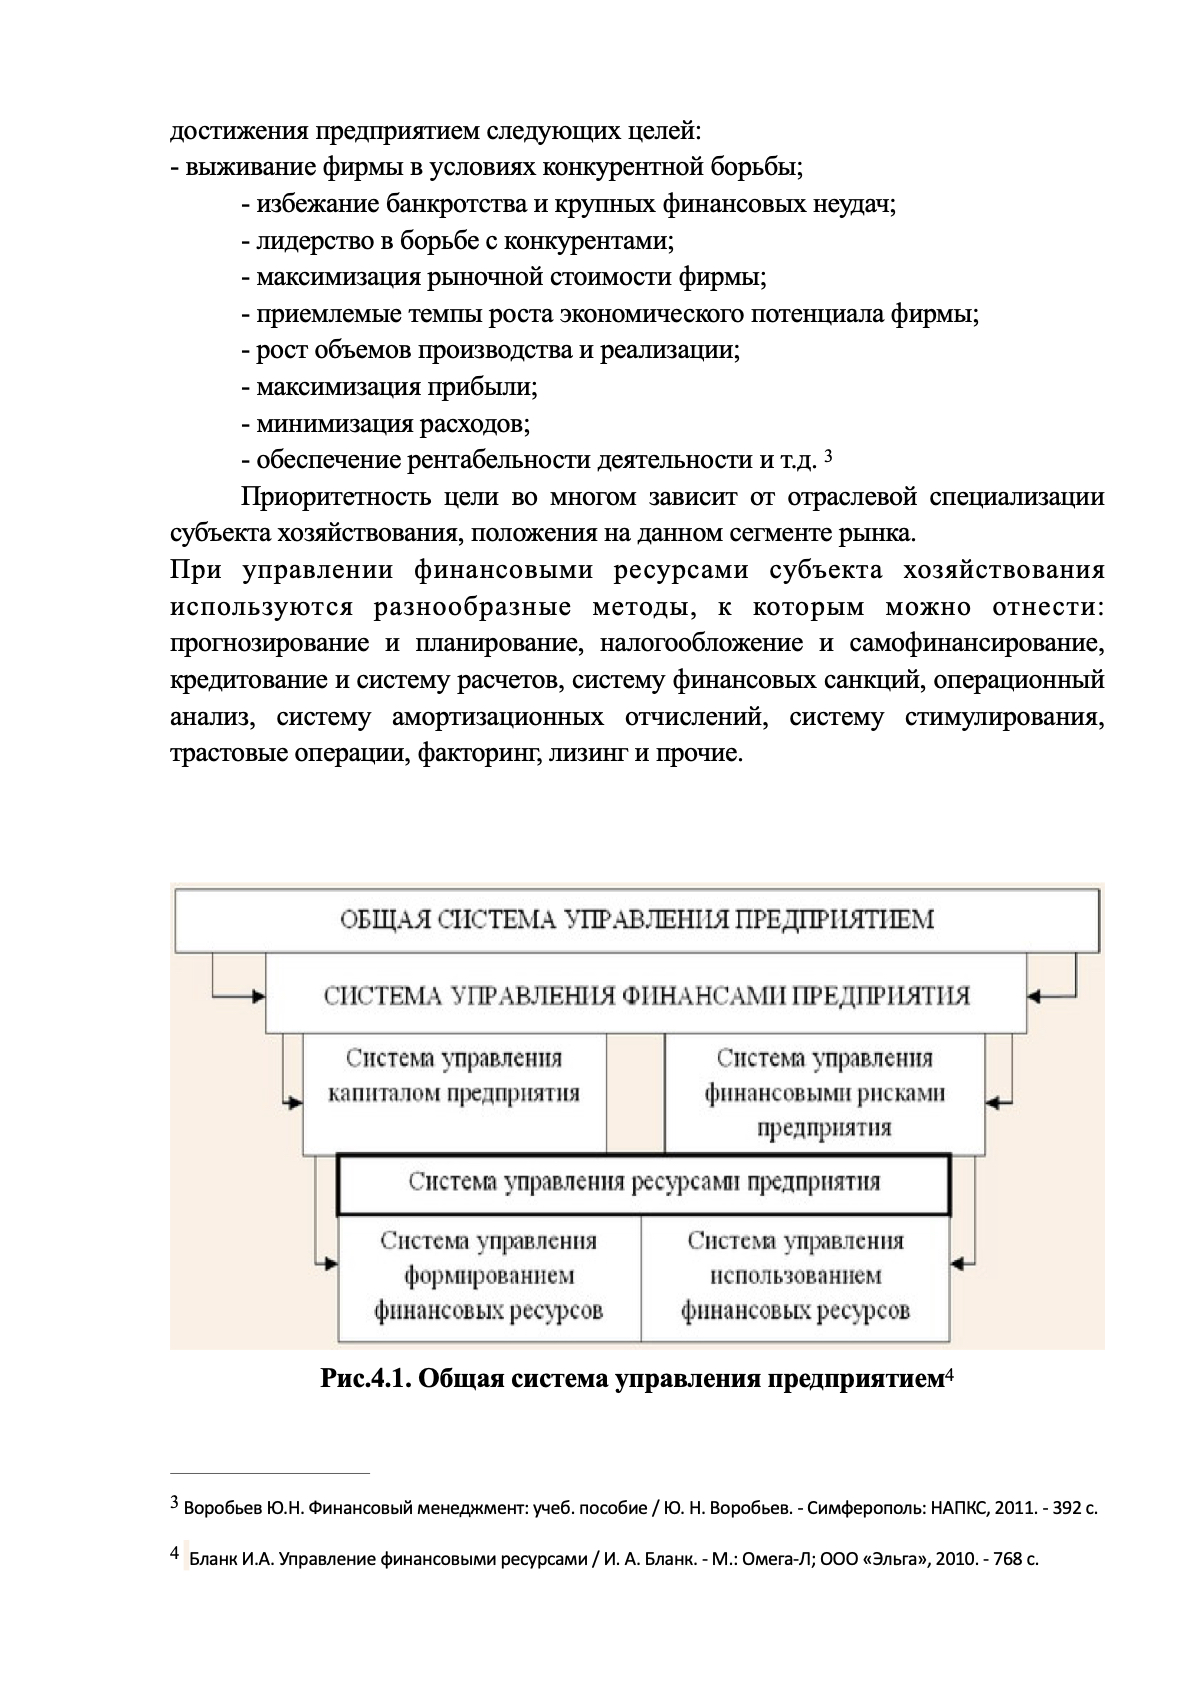 достижения предприятием следующих целей:
- выживание фирмы в условиях конкурентной борьбы;
- избежание банкротства и крупных финансовых неудач;
- лидерство в борьбе с конкурентами;
- максимизация рыночной стоимости фирмы;
- приемлемые темпы роста экономического потенциала фирмы;
- рост объемов производства и реализации;
- максимизация прибыли;
- минимизация расходов;
- обеспечение рентабельности деятельности и т.д. 3
Приоритетность цели во многом зависит от отраслевой специализации
субъекта хозяйствования, положения на данном сегменте рынка.
При управлении финансовыми ресурсами субъекта хозяйствования
используются разнообразные методы, к которым можно отнести:
прогнозирование и планирование, налогообложение и самофинансирование,
кредитование и систему расчетов, систему финансовых санкций, операционный
анализ, систему амортизационных отчислений, систему стимулирования,
трастовые операции, факторинг, лизинг и прочие.
ОБЩАЯ СИСТЕМА УПРАВЛЕНИЯ ПРЕДПРИЯТИЕМ
СИСТЕМА УПРАВЛЕНИЯ ФИНАНСАМИ ПРЕДПРИЯТИЯ
Система управления
капиталом предприятия
Система управления
финансовыми рисками
предприятия
Система управления ресурсами предприятия
Система управления
формированием
финансовых ресурсов
Система управления
использованием
финансовых ресурсов
Рис.4.1. Общая система управления предприятием4
3 Воробьев Ю.Н. Финансовый менеджмент: учеб. пособие / Ю. Н. Воробьев. - Симферополь: НАПКС, 2011. - 392 с.
4 Бланк И.А. Управление финансовыми ресурсами / И. А. Бланк. - М.: Омега-Л; ООО «Эльга», 2010. - 768 с.